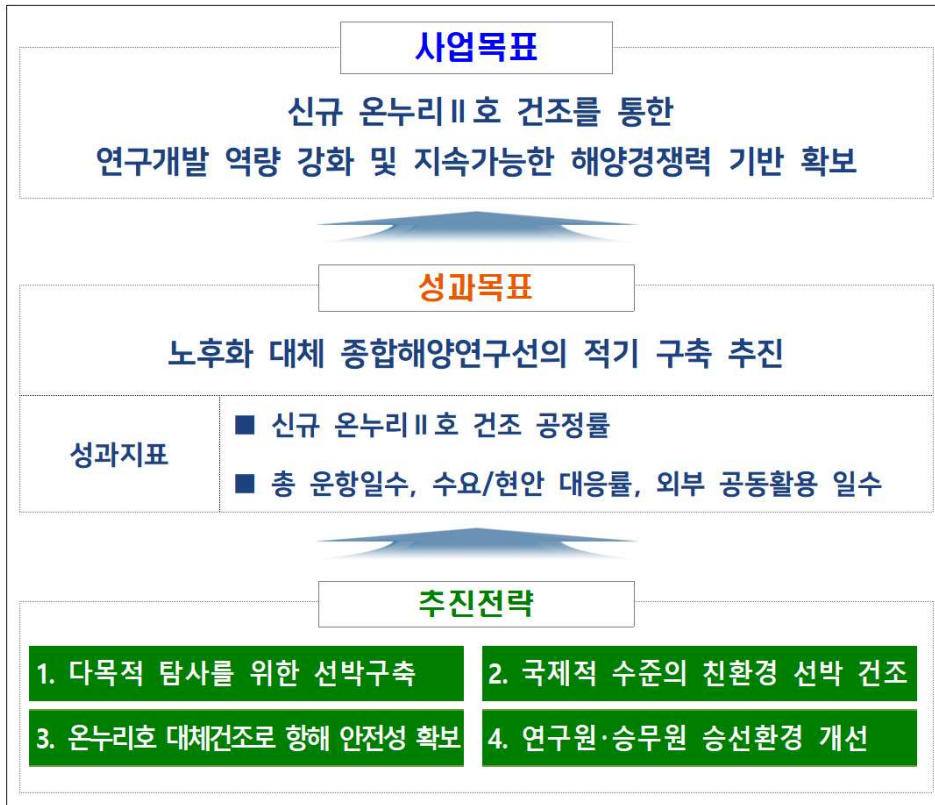 사업목표
신규 온누리Ⅱ호 건조를 통한
연구개발 역량 강화 및 지속가능한 해양경쟁력 기반 확보
성과목표
노후화 대체 종합해양연구선의 적기 구축 추진
성과지표
■ 신규 온누리Ⅱ호 건조 공정률
■ 총 운항일수, 수요/현안 대응률, 외부 공동활용 일수
추진전략
1. 다목적 탐사를 위한 선박구축
2. 국제적 수준의 친환경 선박 건조
3. 온누리호 대체건조로 항해 안전성 확보
4. 연구원·승무원 승선환경 개선